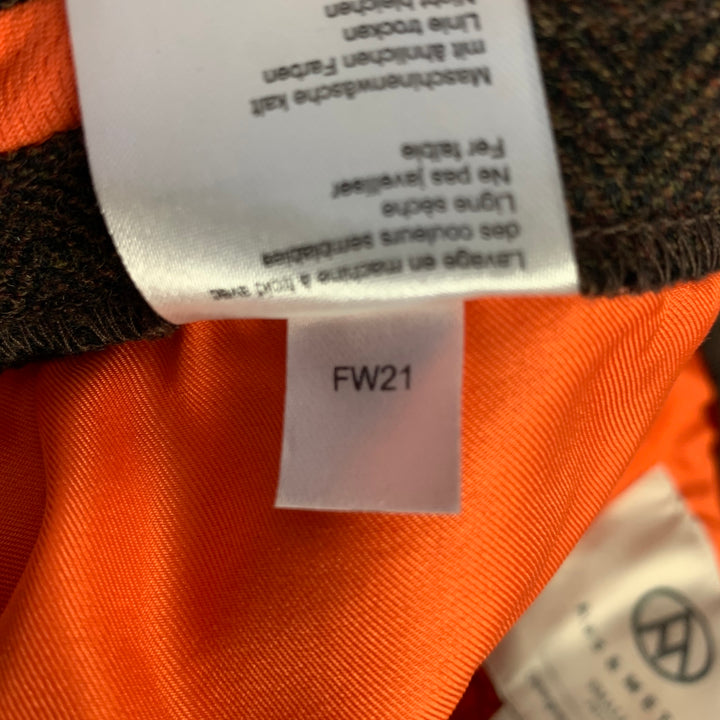 Lavage en machine à froid avec
des couleurs semblables
Ligne sèche
Ne pas javelliser
Fer faible
Maschinenwäsche kalt
mit ähnlichen Farben
Linie trocken
Nicht bleichen
FW21